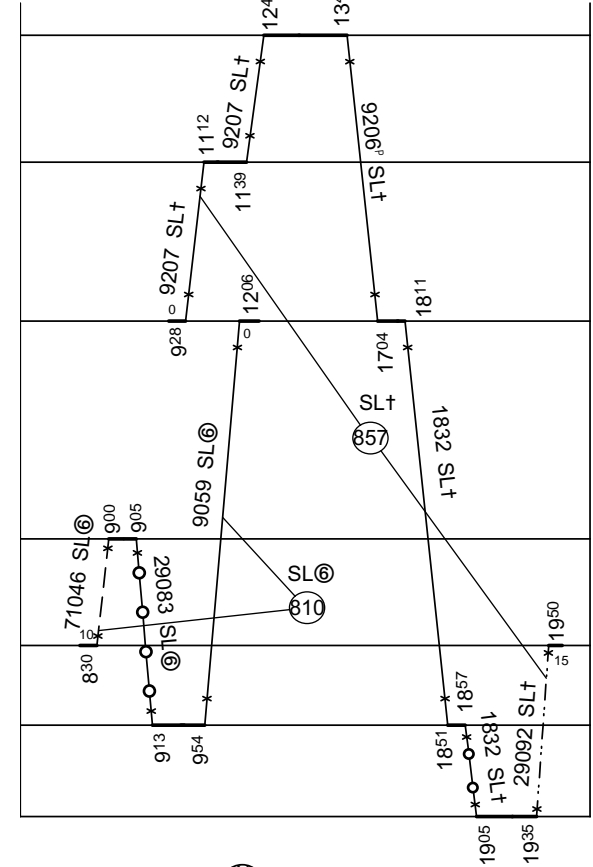 12⁴
13
9207 SL†
11¹²
11³⁹
9206ᵖ SL†
9207 SL†
0
9²⁸
12⁰⁶
0
17⁰⁴
18¹¹
SL†
857
1832 SL†
9059 SL⑥
71046 SL⑥
9⁰⁰
9⁰⁵
29083 SL⑥
SL⑥
810
10
8³⁰
19⁵⁰
15
9¹³
9⁵⁴
18⁵¹
18⁵⁷
1832 SL†
29092 SL†
19⁰⁵
19³⁵